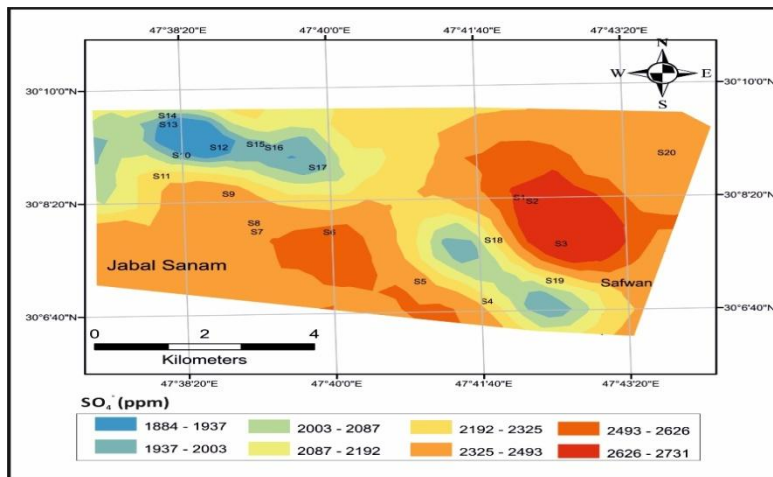 47°38'20"E 47°40'0"E 47°41'40"E 47°43'20"E
N
W E
S
30°10'0"N 30°10'0"N
S14
S13
S12 S15 S16
S10 S17
S20
S11
S9
30°8'20"N S1 S2 30°8'20"N
S8
S7 S6 S18 S3
Jabal Sanam
S5 S19 Safwan
S4
30°6'40"N 30°6'40"N
0 2 4
Kilometers
47°38'20"E 47°40'0"E 47°41'40"E 47°43'20"E
SO4= (ppm)
1884 - 1937 2003 - 2087 2192 - 2325 2493 - 2626
1937 - 2003 2087 - 2192 2325 - 2493 2626 - 2731